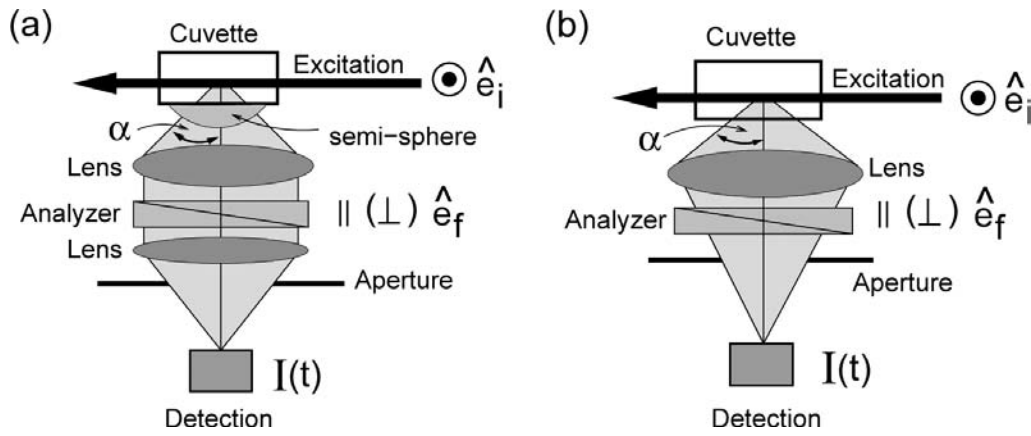 (a)
Cuvette
Excitation
ê_i
α
semi−sphere
Lens
Analyzer
|| (⊥) ê_f
Lens
Aperture
I(t)
Detection
(b)
Cuvette
Excitation
ê_i
α
Lens
Analyzer
|| (⊥) ê_f
Aperture
I(t)
Detection